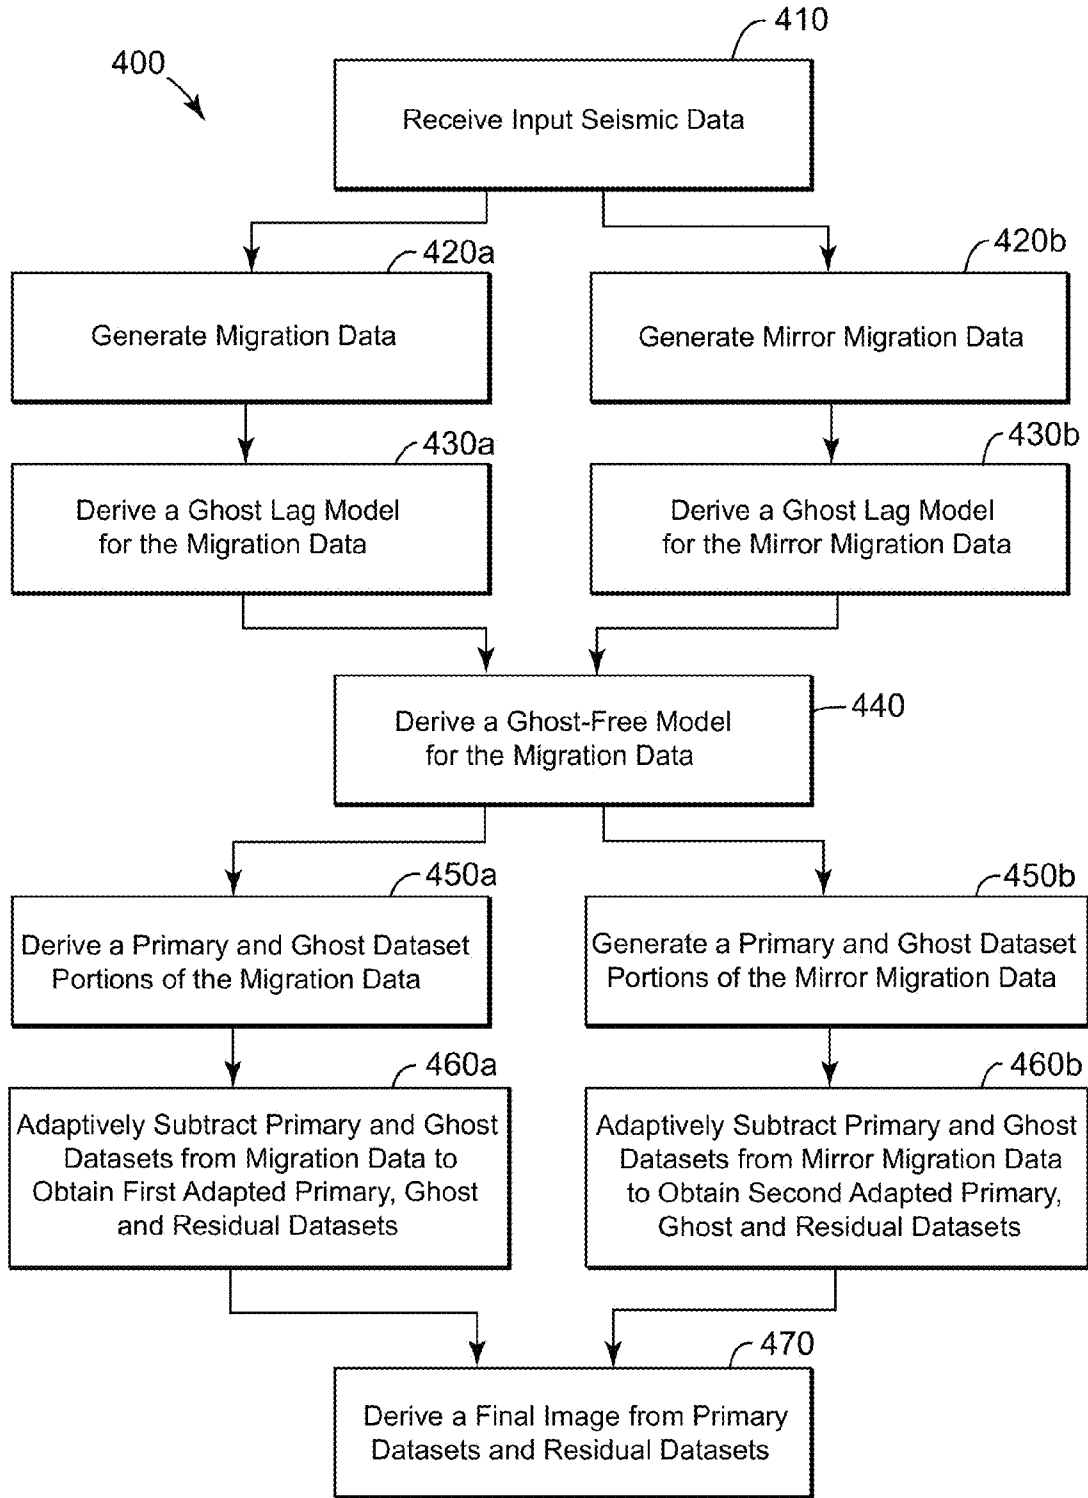 410
400
Receive Input Seismic Data
420a
420b
Generate Migration Data
Generate Mirror Migration Data
430a
430b
Derive a Ghost Lag Model
for the Migration Data
Derive a Ghost Lag Model
for the Mirror Migration Data
440
Derive a Ghost-Free Model
for the Migration Data
450a
450b
Derive a Primary and Ghost Dataset
Portions of the Migration Data
Generate a Primary and Ghost Dataset
Portions of the Mirror Migration Data
460a
460b
Adaptively Subtract Primary and Ghost
Datasets from Migration Data to
Obtain First Adapted Primary, Ghost
and Residual Datasets
Adaptively Subtract Primary and Ghost
Datasets from Mirror Migration Data
to Obtain Second Adapted Primary,
Ghost and Residual Datasets
470
Derive a Final Image from Primary
Datasets and Residual Datasets